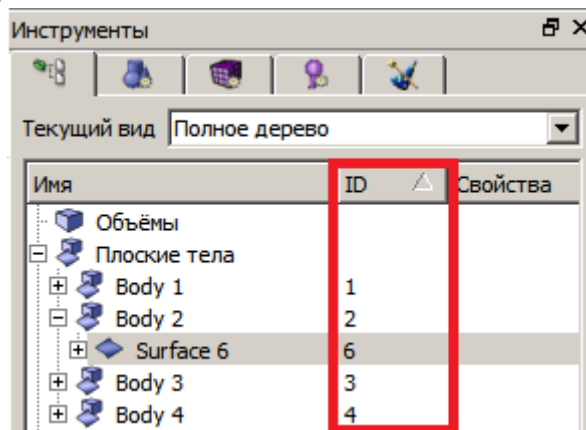 Инструменты
Текущий вид Полное дерево
Имя ID Свойства
Объёмы
Плоские тела
Body 1 1
Body 2 2
Surface 6 6
Body 3 3
Body 4 4